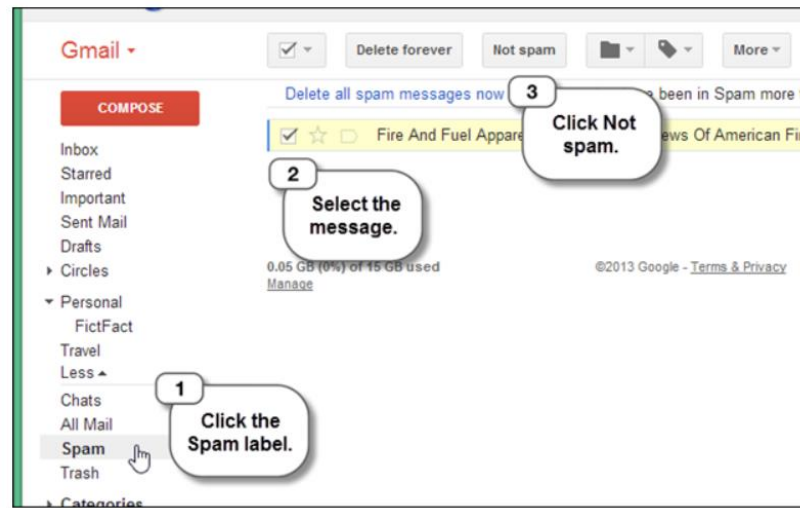 Gmail
Delete forever
Not spam
More
COMPOSE
Delete all spam messages now
been in Spam more
3
Click Not
spam.
Fire And Fuel
Of American
2
Select the
message.
Inbox
Starred
Important
Sent Mail
Drafts
Circles
0.05 GB (0%) of 15 GB used
Manage
©2013 Google - Terms & Privacy
Personal
FictFact
Travel
Less
1
Click the
Spam label.
Chats
All Mail
Spam
Trash
Categories